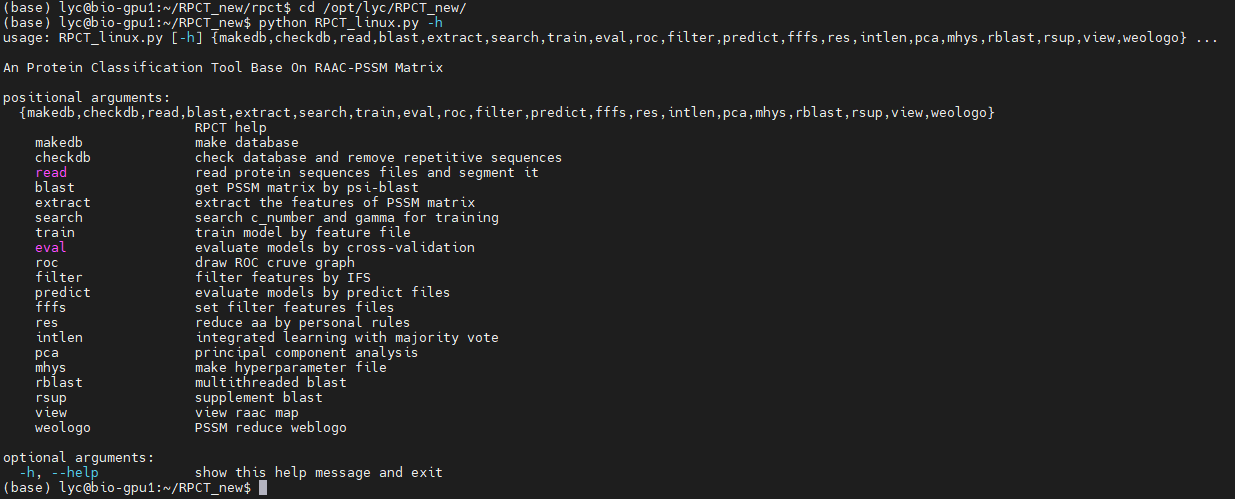 (base) lyc@bio-gpu1:~/RPCT_new/rpct$ cd /opt/lyc/RPCT_new/
(base) lyc@bio-gpu1:~/RPCT_new$ python RPCT_linux.py -h
usage: RPCT_linux.py [-h] {makedb,checkdb,read,blast,extract,search,train,eval,roc,filter,predict,fffs,res,intlen,pca,mhys,rblast,rsup,view,weologo} ...
An Protein Classification Tool Base On RAAC-PSSM Matrix
positional arguments:
{makedb,checkdb,read,blast,extract,search,train,eval,roc,filter,predict,fffs,res,intlen,pca,mhys,rblast,rsup,view,weologo}
RPCT help
makedb make database
checkdb check database and remove repetitive sequences
read read protein sequences files and segment it
blast get PSSM matrix by psi-blast
extract extract the features of PSSM matrix
search search c_number and gamma for training
train train model by feature file
eval evaluate models by cross-validation
roc draw ROC cruve graph
filter filter features by IFS
predict evaluate models by predict files
fffs set filter features files
res reduce aa by personal rules
intlen integrated learning with majority vote
pca principal component analysis
mhys make hyperparameter file
rblast multithreaded blast
rsup supplement blast
view view raac map
weologo PSSM reduce weblogo
optional arguments:
-h, --help show this help message and exit
(base) lyc@bio-gpu1:~/RPCT_new$